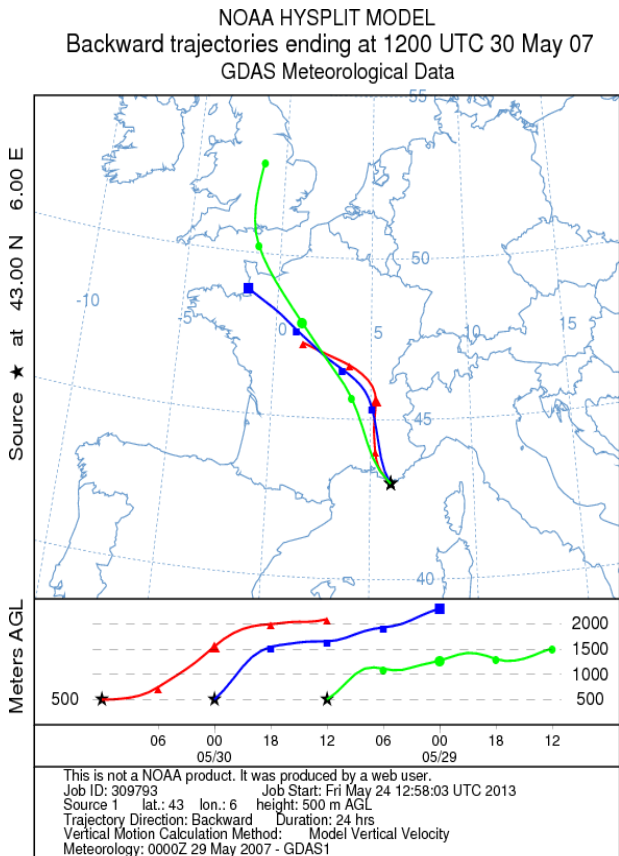 NOAA HYSPLIT MODEL
Backward trajectories ending at 1200 UTC 30 May 07
GDAS Meteorological Data
Source ★ at 43.00 N 6.00 E
55
50
-10
-5
0
5
10
15
45
40
Meters AGL
2000
1500
1000
500 500
06 00 18 12 06 00 12
05/30 05/29
This is not a NOAA product. It was produced by a web user.
Job ID: 309793 Job Start: Fri May 24 12:58:03 UTC 2013
Source 1 lat.: 43 lon.: 6 height: 500 m AGL
Trajectory Direction: Backward Duration: 24 hrs
Vertical Motion Calculation Method: Model Vertical Velocity
Meteorology: 0000Z 29 May 2007 - GDAS1